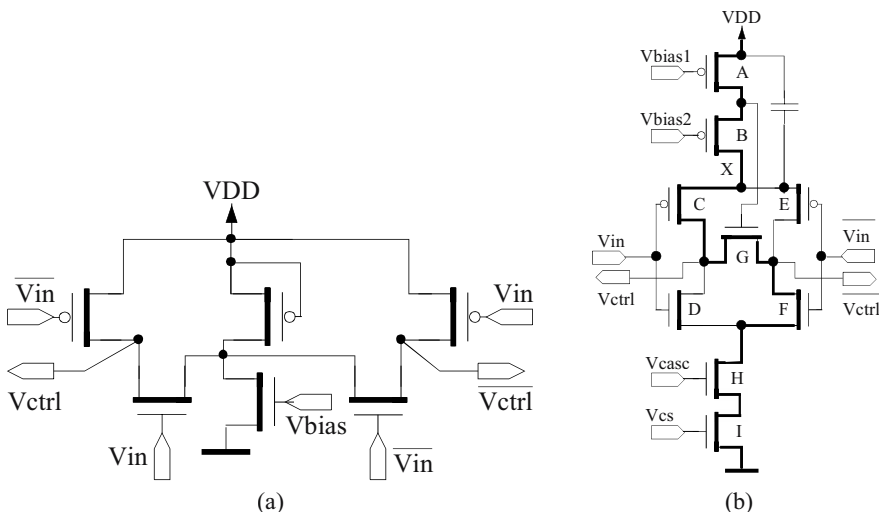 VDD
Vbias1
A
Vbias2
B
X
C
E
Vin
Vin
G
Vctrl
Vctrl
D
F
Vcasc
H
Vcs
I
(b)
VDD
Vin
Vin
Vctrl
Vctrl
Vbias
Vin
Vin
(a)